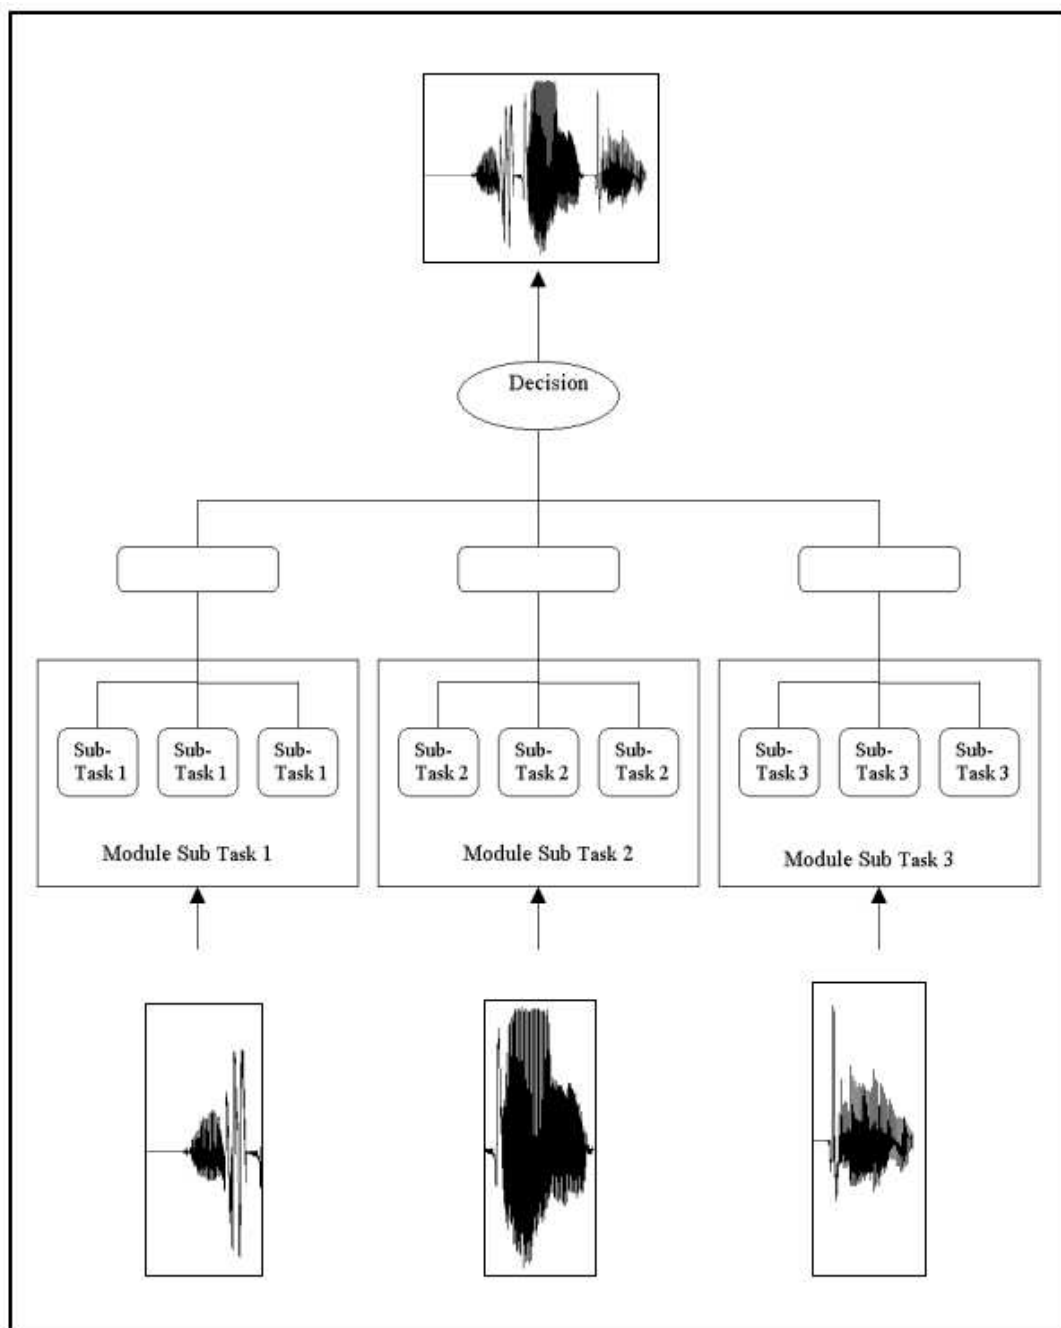 Decision
Sub-
Task 1
Sub-
Task 1
Sub-
Task 1
Module Sub Task 1
Sub-
Task 2
Sub-
Task 2
Sub-
Task 2
Module Sub Task 2
Sub-
Task 3
Sub-
Task 3
Sub-
Task 3
Module Sub Task 3